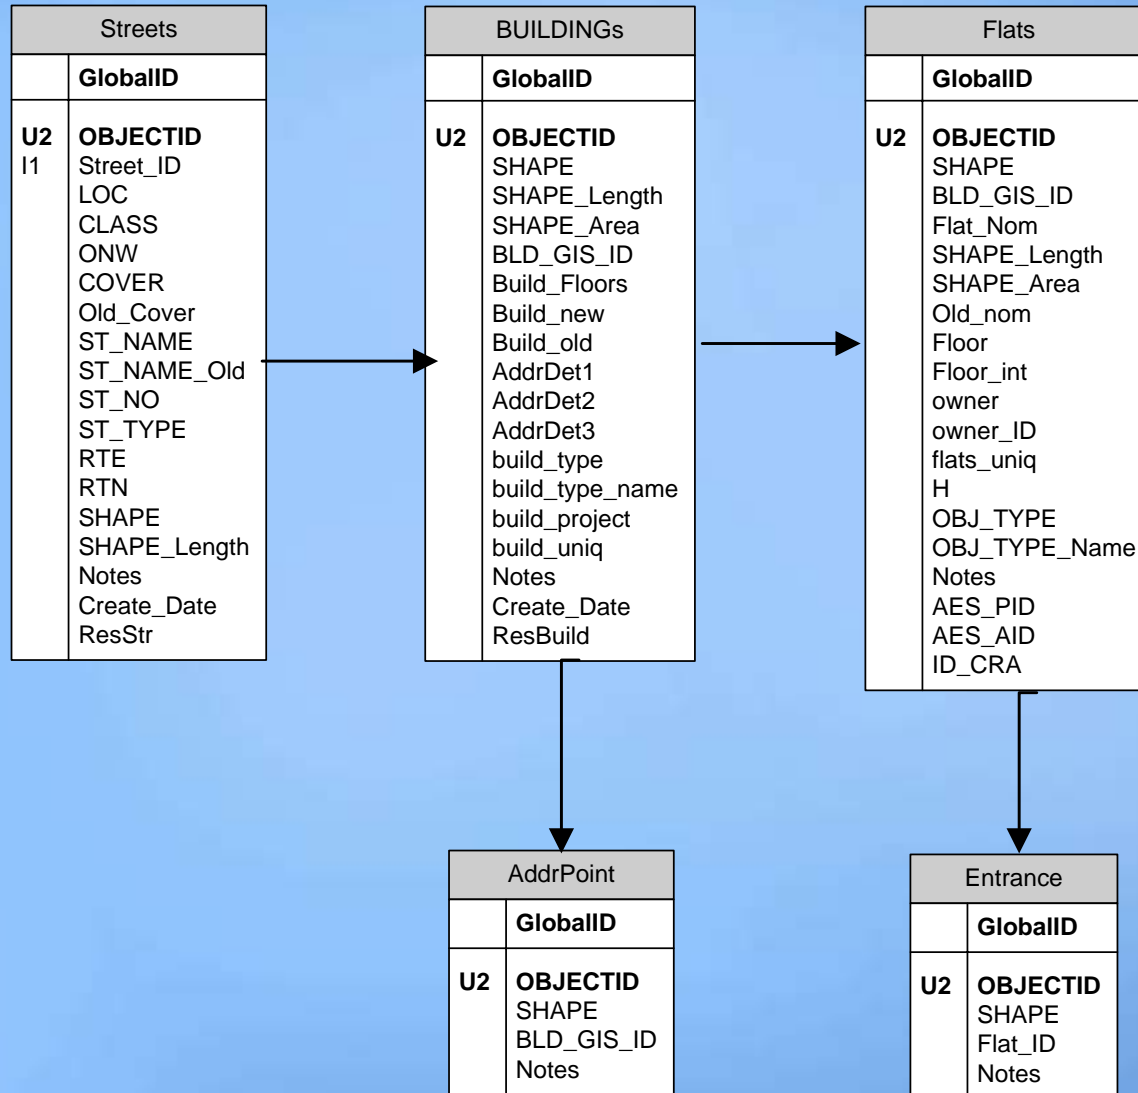 Streets
GlobalID
U2 OBJECTID
I1 Street_ID
LOC
CLASS
ONW
COVER
Old_Cover
ST_NAME
ST_NAME_Old
ST_NO
ST_TYPE
RTE
RTN
SHAPE
SHAPE_Length
Notes
Create_Date
ResStr
BUILDINGs
GlobalID
U2 OBJECTID
SHAPE
SHAPE_Length
SHAPE_Area
BLD_GIS_ID
Build_Floors
Build_new
Build_old
AddrDet1
AddrDet2
AddrDet3
build_type
build_type_name
build_project
build_uniq
Notes
Create_Date
ResBuild
Flats
GlobalID
U2 OBJECTID
SHAPE
BLD_GIS_ID
Flat_Nom
SHAPE_Length
SHAPE_Area
Old_nom
Floor
Floor_int
owner
owner_ID
flats_uniq
H
OBJ_TYPE
OBJ_TYPE_Name
Notes
AES_PID
AES_AID
ID_CRA
AddrPoint
GlobalID
U2 OBJECTID
SHAPE
BLD_GIS_ID
Notes
Entrance
GlobalID
U2 OBJECTID
SHAPE
Flat_ID
Notes